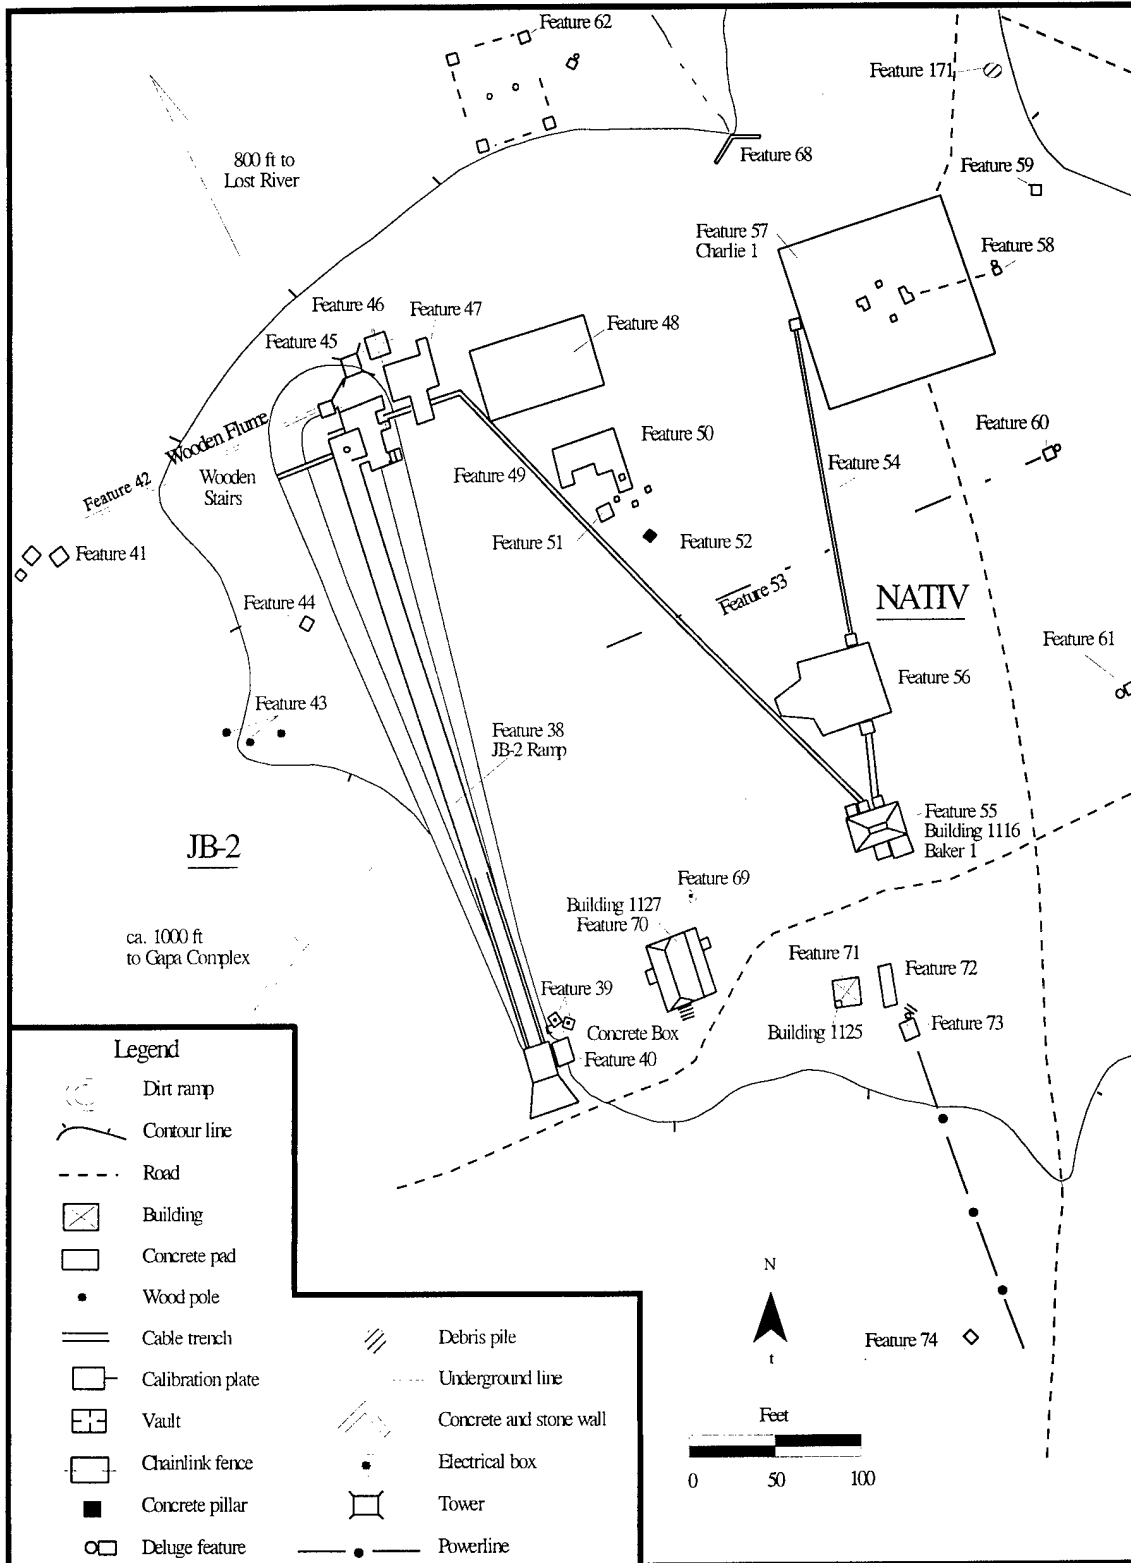 Feature 62
Feature 171
800 ft to
Lost River
Feature 68
Feature 59
Feature 57
Charlie 1
Feature 58
Feature 46
Feature 47
Feature 48
Feature 45
Wooden Flume
Feature 50
Feature 60
Feature 42
Wooden
Stairs
Feature 49
Feature 54
Feature 41
Feature 51
Feature 52
Feature 53
NATIV
Feature 44
Feature 61
Feature 56
Feature 43
Feature 38
JB-2 Ramp
JB-2
Feature 55
Building 1116
Baker 1
Feature 69
Building 1127
Feature 70
ca. 1000 ft
to Gapa Complex
Feature 71
Feature 72
Feature 39
Concrete Box
Building 1125
Feature 73
Feature 40
Legend
Dirt ramp
Contour line
Road
Building
Concrete pad
Wood pole
Cable trench
Calibration plate
Vault
Chainlink fence
Concrete pillar
Deluge feature
Debris pile
Underground line
Concrete and stone wall
Electrical box
Tower
Powerline
N
t
Feature 74
Feet
0 50 100